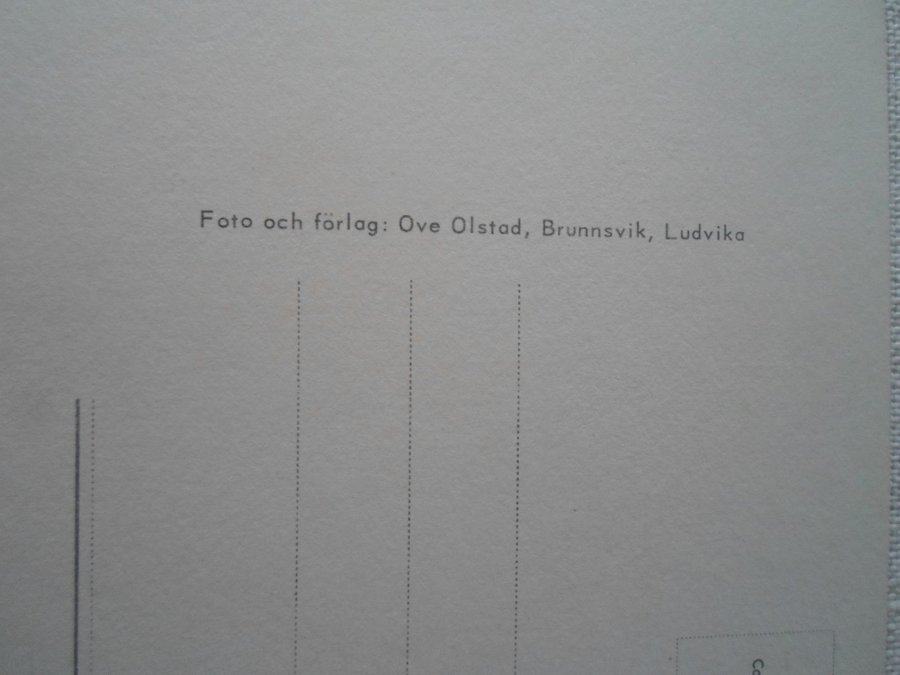 Foto och förlag: Ove Olstad, Brunnsvik, Ludvika